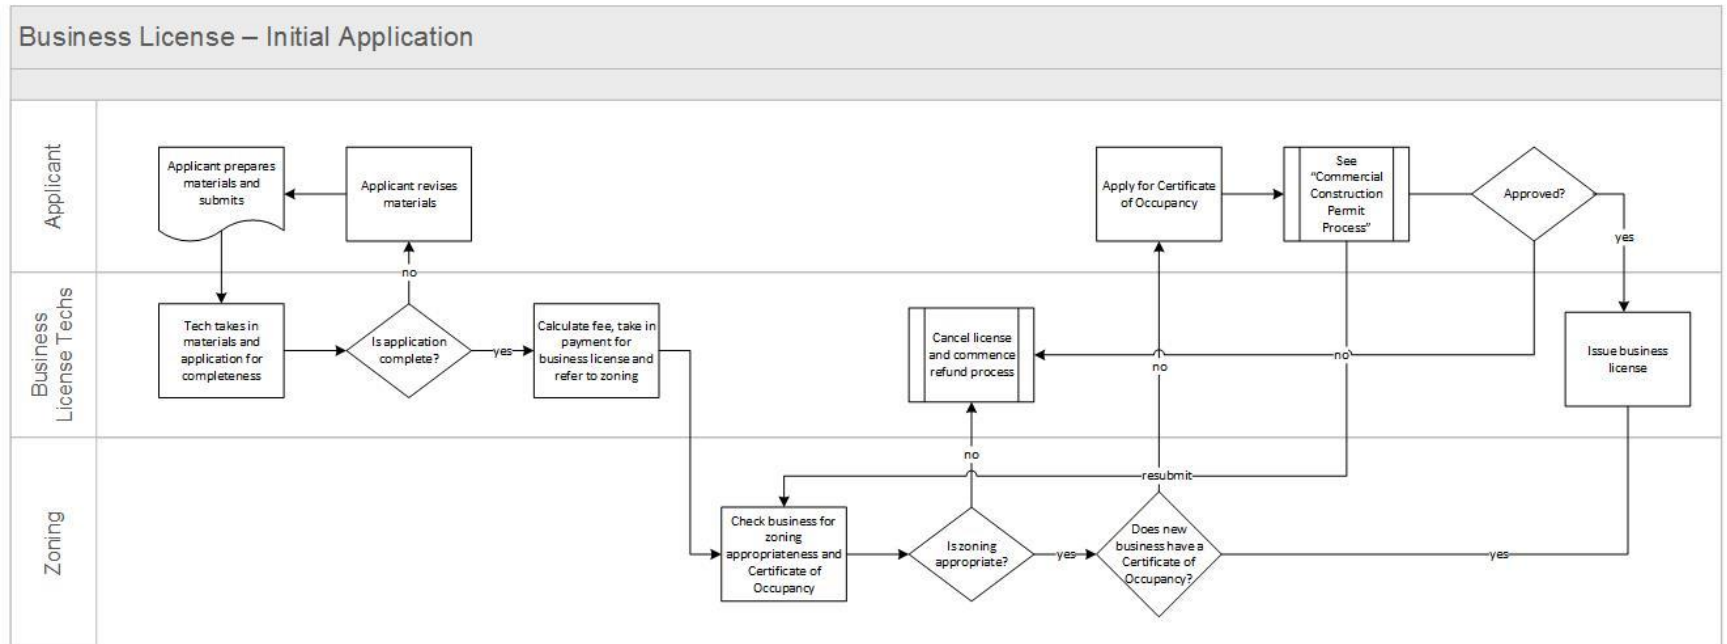 Business License – Initial Application
Applicant
Applicant prepares
materials and
submits
Applicant revises
materials
Apply for Certificate
of Occupancy
See
"Commercial
Construction
Permit
Process"
Approved?
yes
no
Business
License Techs
Tech takes in
materials and
application for
completeness
Is application
complete?
yes
Calculate fee, take in
payment for
business license and
refer to zoning
Cancel license
and commence
refund process
no
no
Issue business
license
Zoning
no
resubmit
Check business for
zoning
appropriateness and
Certificate of
Occupancy
Is zoning
appropriate?
yes
Does new
business have a
Certificate of
Occupancy?
yes